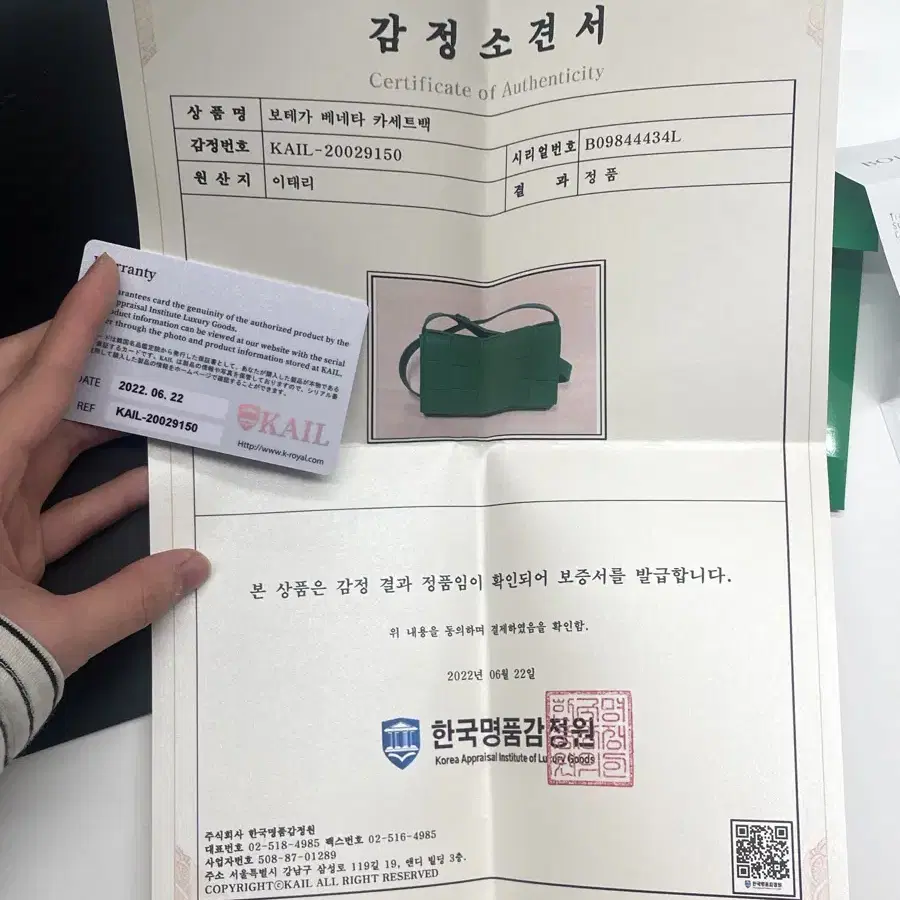 감정소견서
Certificate of Authenticity
상품명 보테가 베네타 카세트백
감정번호 KAIL-20029150 시리얼번호 B09844434L
원산지 이태리 결과 정품
본 상품은 감정 결과 정품임이 확인되어 보증서를 발급합니다.
위 내용을 동의하며 결제하였음을 확인함.
2022년 06월 22일
한국명품감정원
Korea Appraisal Institute of Luxury Goods
주식회사 한국명품감정원
대표번호 02-518-4985 팩스번호 02-516-4985
사업자번호 508-87-01289
주소 서울특별시 강남구 삼성로 119길 19, 앤디 빌딩 3층.
COPYRIGHTⓒKAIL ALL RIGHT RESERVED
한국명품감정원
card the genuinity of the authorized product by the
Appraisal Institute Luxury Goods.
information can be viewed at our website with the serial
through the photo and product information stored at KAIL.
DATE 2022. 06. 22
REF KAIL-20029150
KAIL
Http://www.k-royal.com